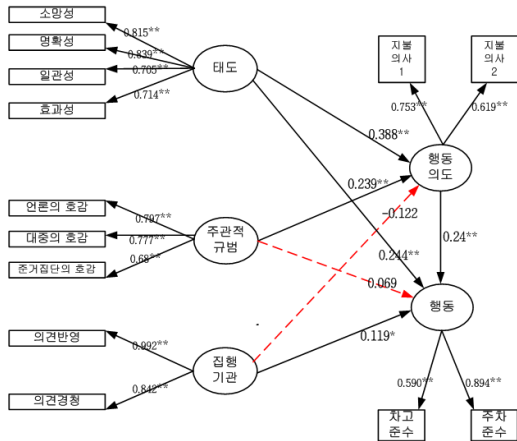 소망성
0.815**
명확성
0.839**
일관성
0.705**
효과성
0.714**
태도
지불
의사
1
지불
의사
2
0.753**
0.619**
0.388**
행동
의도
언론의 호감
0.797**
대중의 호감
0.777**
준거집단의 호감
0.68**
주관적
규범
0.239**
-0.122
0.244**
0.24**
0.069
행동
의견반영
0.992**
의견경청
0.842**
집행
기관
0.119*
0.590**
0.894**
차고
준수
주차
준수